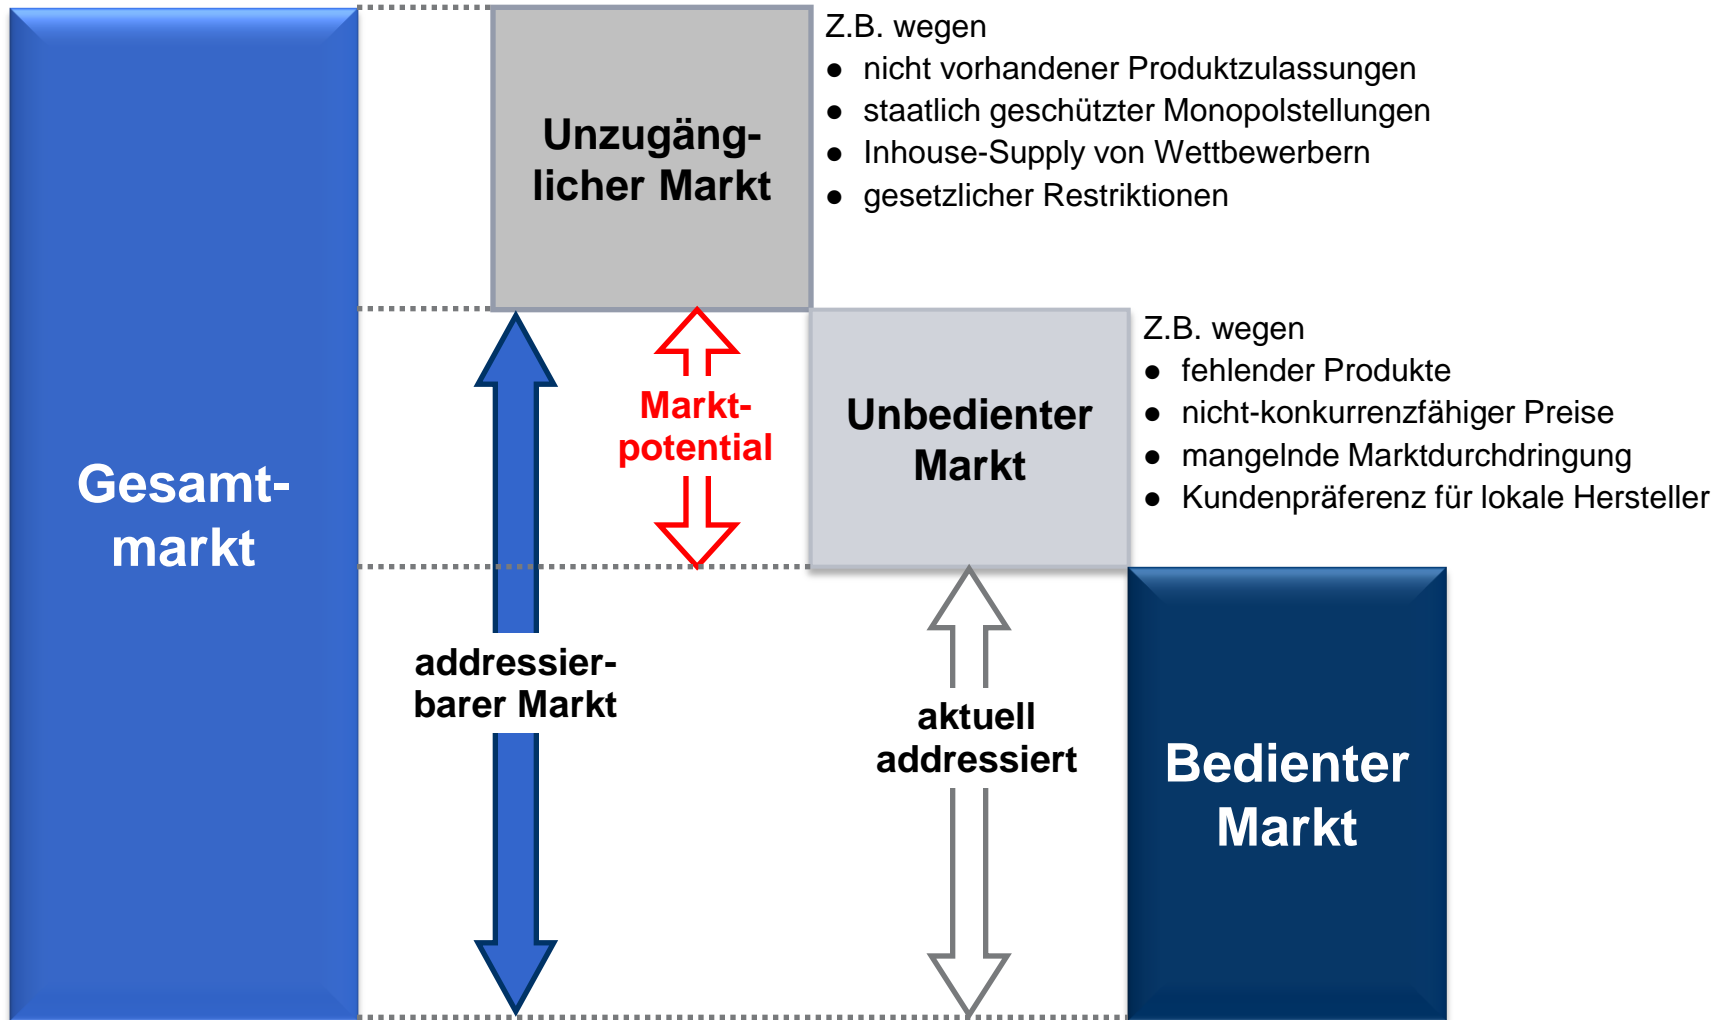 Gesamt-
markt
Unzugäng-
licher Markt
Z.B. wegen
● nicht vorhandener Produktzulassungen
● staatlich geschützter Monopolstellungen
● Inhouse-Supply von Wettbewerbern
● gesetzlicher Restriktionen
Markt-
potential
addressier-
barer Markt
Unbedienter
Markt
Z.B. wegen
● fehlender Produkte
● nicht-konkurrenzfähiger Preise
● mangelnde Marktdurchdringung
● Kundenpräferenz für lokale Hersteller
aktuell
addressiert
Bedienter
Markt